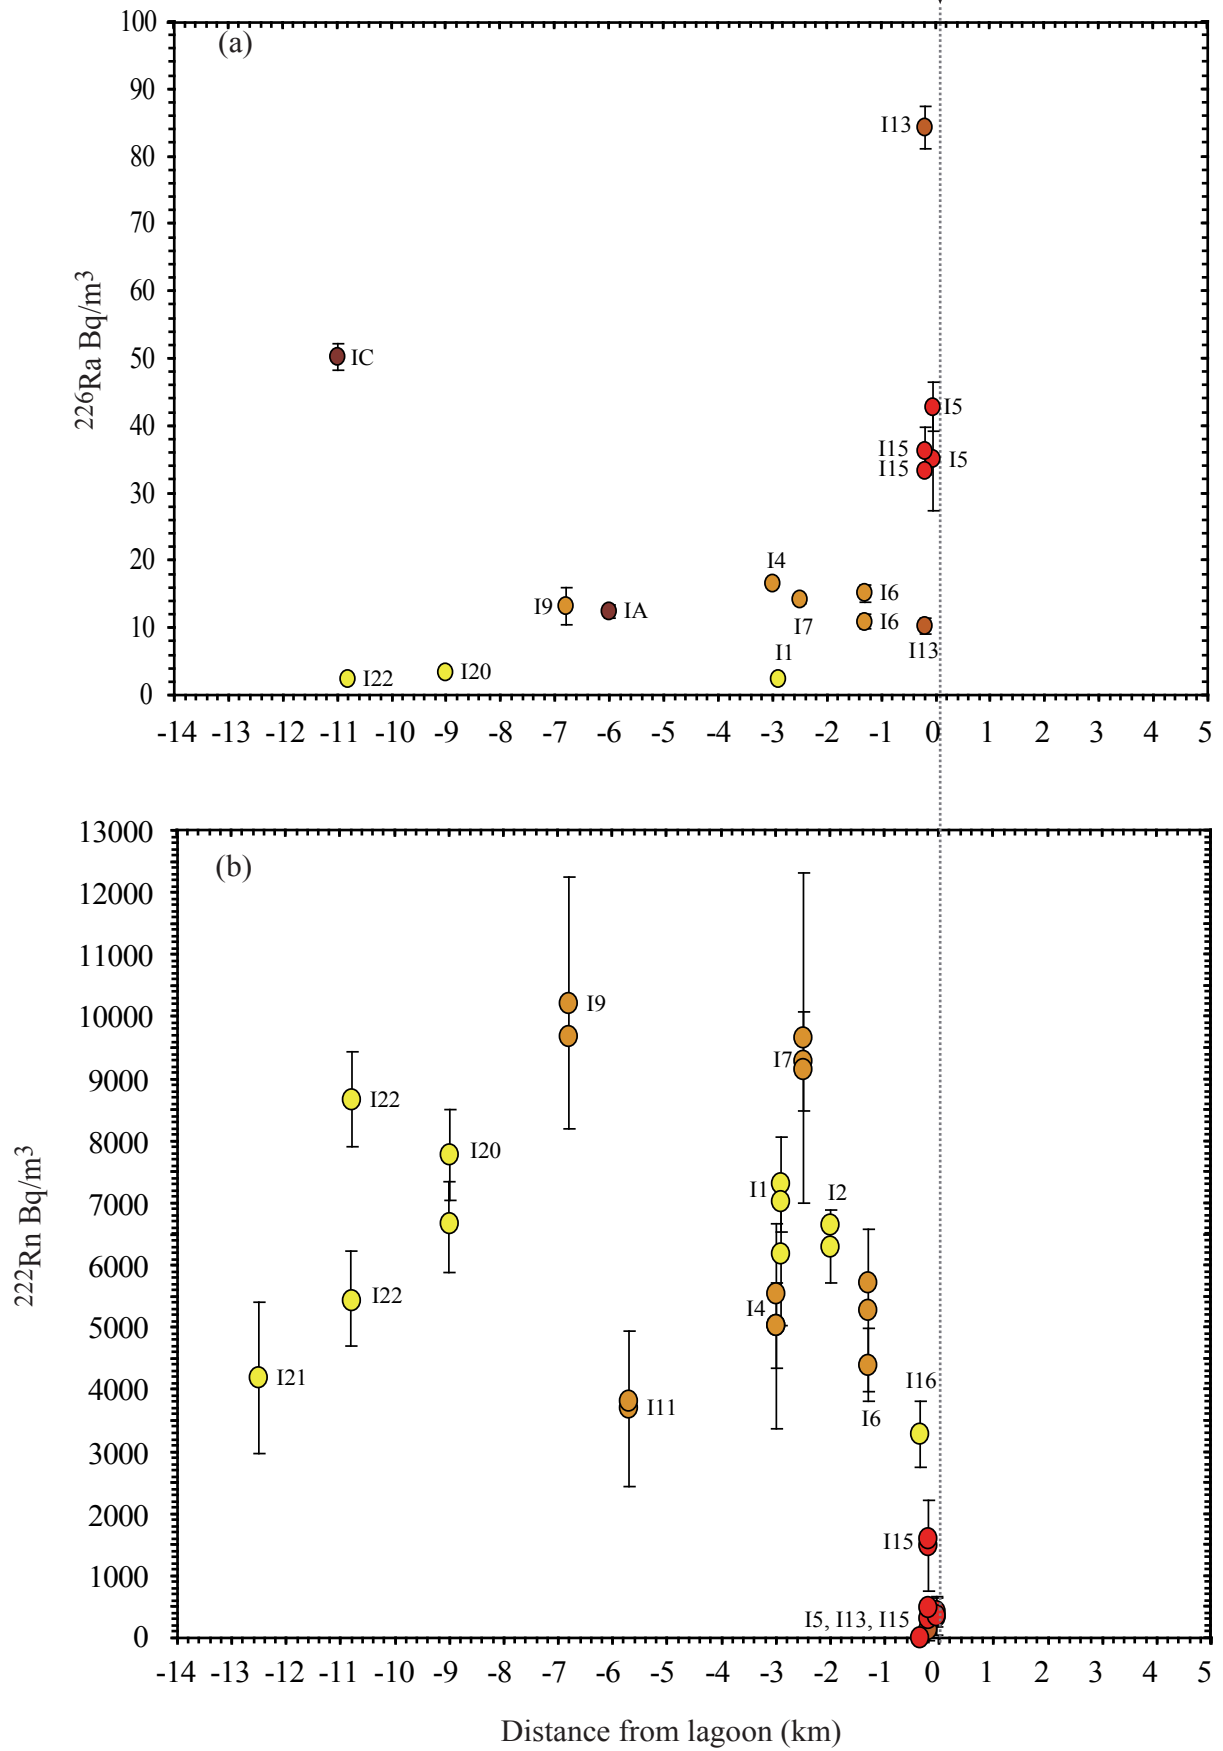 (a)
100
90
80
70
60
50
40
30
20
10
0
²²⁶Ra Bq/m³
I13
IC
I5
I15
I15
I5
I4
I9
IA
I7
I6
I6
I13
I1
I22
I20
-14 -13 -12 -11 -10 -9 -8 -7 -6 -5 -4 -3 -2 -1 0 1 2 3 4 5
(b)
13000
12000
11000
10000
9000
8000
7000
6000
5000
4000
3000
2000
1000
0
²²²Rn Bq/m³
I9
I7
I22
I20
I1
I2
I22
I4
I21
I11
I16
I6
I15
I5, I13, I15
-14 -13 -12 -11 -10 -9 -8 -7 -6 -5 -4 -3 -2 -1 0 1 2 3 4 5
Distance from lagoon (km)